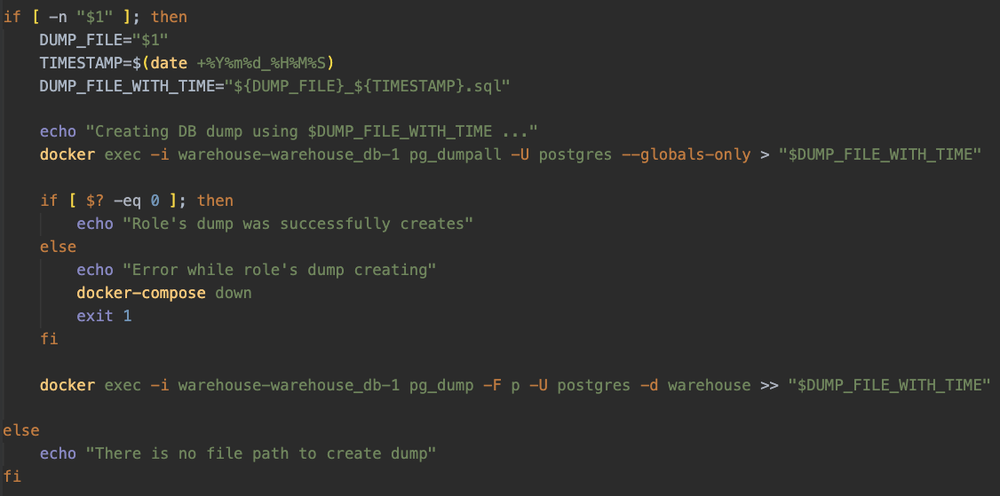 if [ -n "$1" ]; then
    DUMP_FILE="$1"
    TIMESTAMP=$(date +%Y%m%d_%H%M%S)
    DUMP_FILE_WITH_TIME="${DUMP_FILE}_${TIMESTAMP}.sql"

    echo "Creating DB dump using $DUMP_FILE_WITH_TIME ..."
    docker exec -i warehouse-warehouse_db-1 pg_dumpall -U postgres --globals-only > "$DUMP_FILE_WITH_TIME"

    if [ $? -eq 0 ]; then
        echo "Role's dump was successfully creates"
    else
        echo "Error while role's dump creating"
        docker-compose down
        exit 1
    fi

    docker exec -i warehouse-warehouse_db-1 pg_dump -F p -U postgres -d warehouse >> "$DUMP_FILE_WITH_TIME"

else
    echo "There is no file path to create dump"
fi